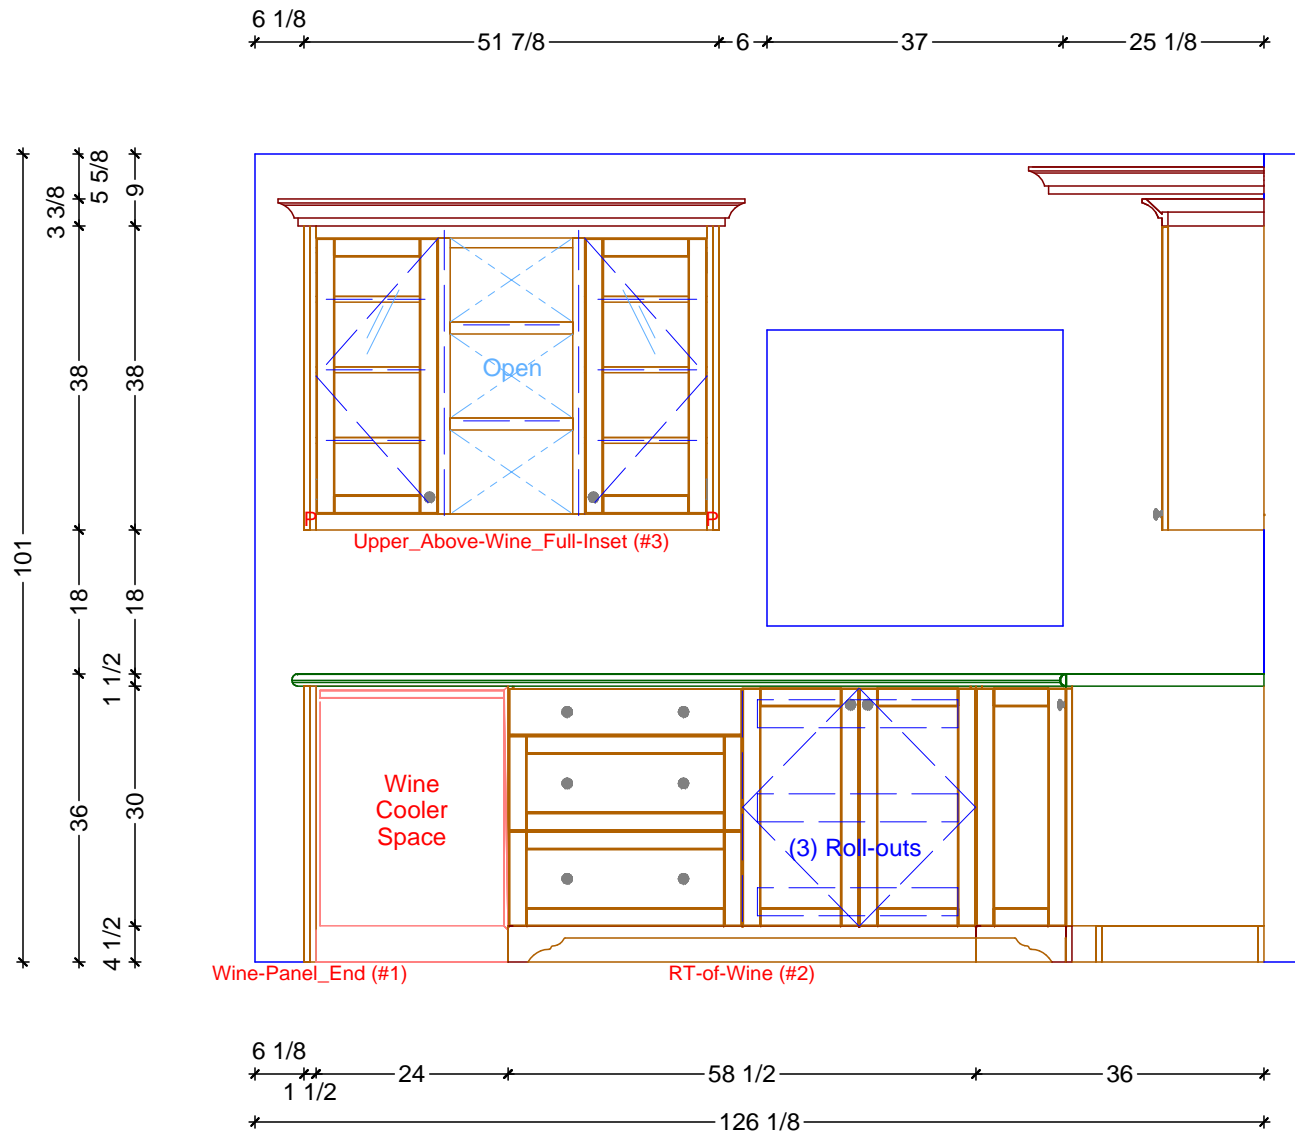 6 1/8
51 7/8
6
37
25 1/8
5 5/8
9
3 3/8
38
38
Open
P
P
Upper_Above-Wine_Full-Inset (#3)
101
18
18
1 1/2
Wine
Cooler
Space
36
30
(3) Roll-outs
4 1/2
Wine-Panel_End (#1)
RT-of-Wine (#2)
6 1/8
24
58 1/2
36
1 1/2
126 1/8